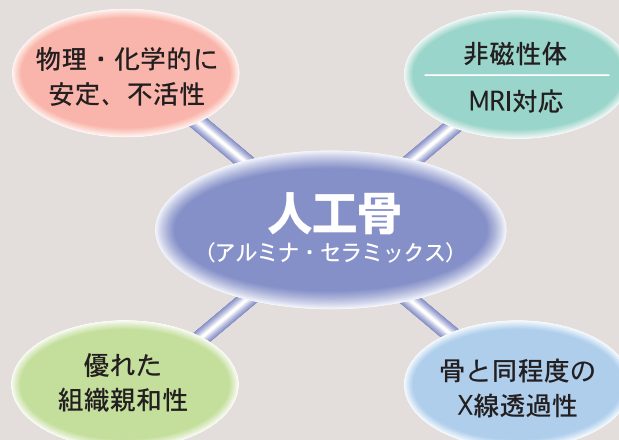 物理・化学的に
安定、不活性
非磁性体
MRI対応
人工骨
（アルミナ・セラミックス）
優れた
組織親和性
骨と同程度の
X線透過性